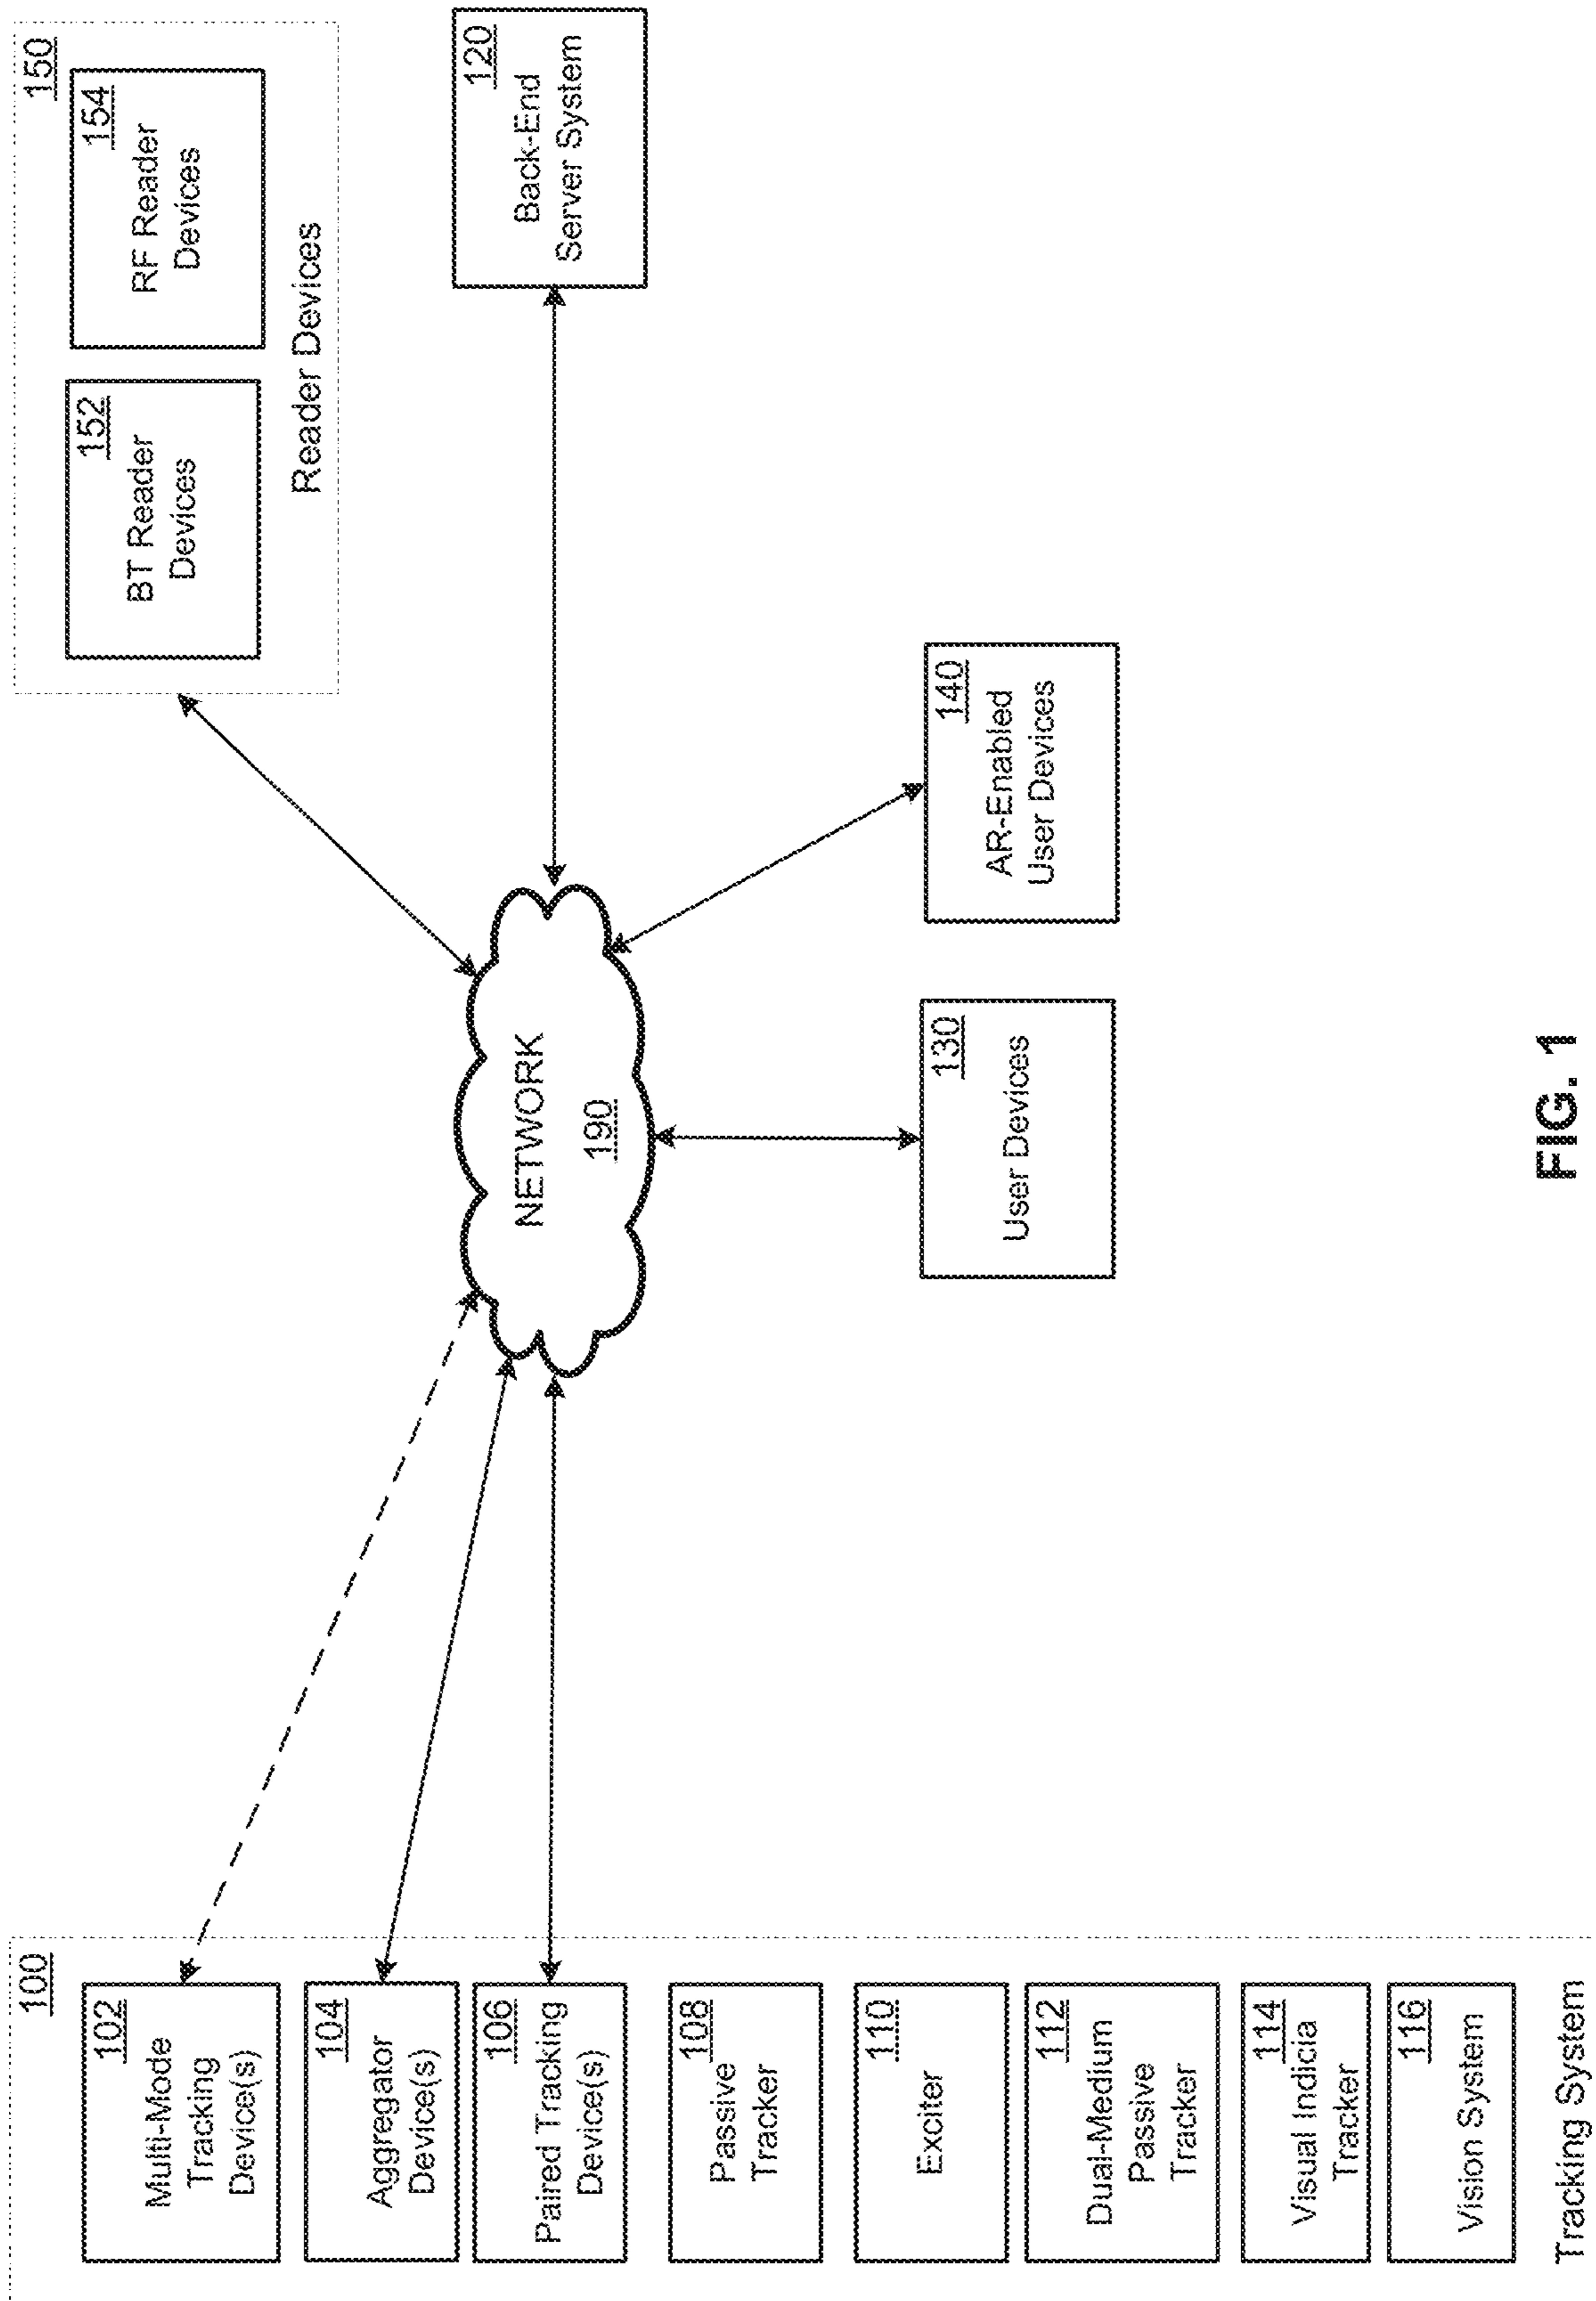 100
102
Multi-Mode
Tracking
Device(s)
104
Aggregator
Device(s)
106
Paired Tracking
Device(s)
108
Passive
Tracker
110
Exciter
112
Dual-Medium
Passive
Tracker
114
Visual Indicia
Tracker
116
Vision System
Tracking System
NETWORK
190
130
User Devices
140
AR-Enabled
User Devices
150
152
BT Reader
Devices
154
RF Reader
Devices
Reader Devices
120
Back-End
Server System
FIG. 1